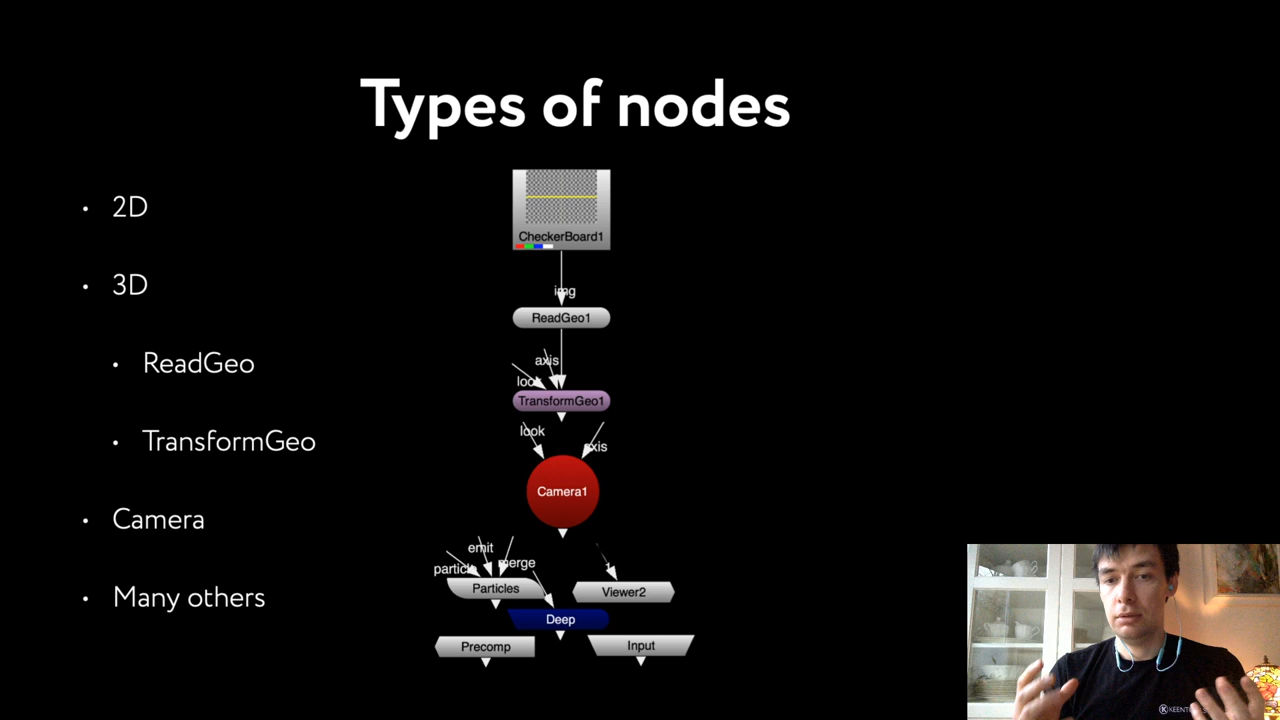 Types of nodes
2D
3D
ReadGeo
TransformGeo
Camera
Many others
CheckerBoard1
img
ReadGeo1
axis
look
TransformGeo1
look
axis
Camera1
emit
merge
particle
Particles
Viewer2
Deep
Precomp
Input